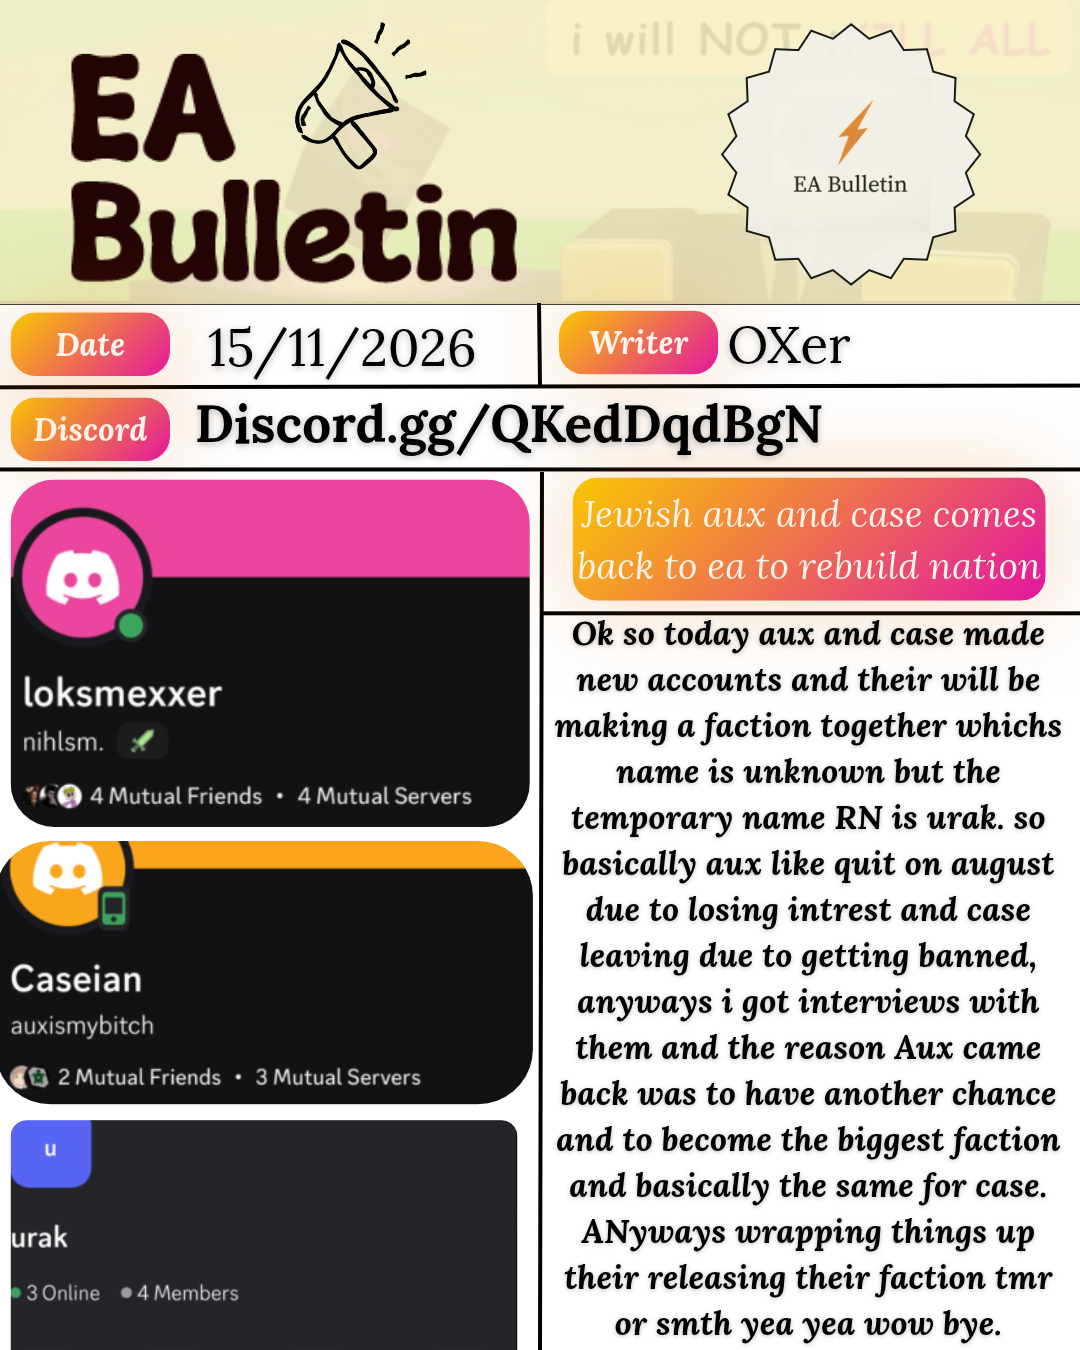 i will NOT KILL ALL
EA
Bulletin
EA Bulletin
Date
15/11/2026
Writer
OXer
Discord
Discord.gg/QKedDqdBgN
loksmexxer
nihlsm.
4 Mutual Friends • 4 Mutual Servers
Caseian
auxismybitch
2 Mutual Friends • 3 Mutual Servers
u
urak
3 Online
4 Members
Jewish aux and case comes
back to ea to rebuild nation
Ok so today aux and case made
new accounts and their will be
making a faction together whichs
name is unknown but the
temporary name RN is urak. so
basically aux like quit on august
due to losing intrest and case
leaving due to getting banned,
anyways i got interviews with
them and the reason Aux came
back was to have another chance
and to become the biggest faction
and basically the same for case.
ANyways wrapping things up
their releasing their faction tmr
or smth yea yea wow bye.